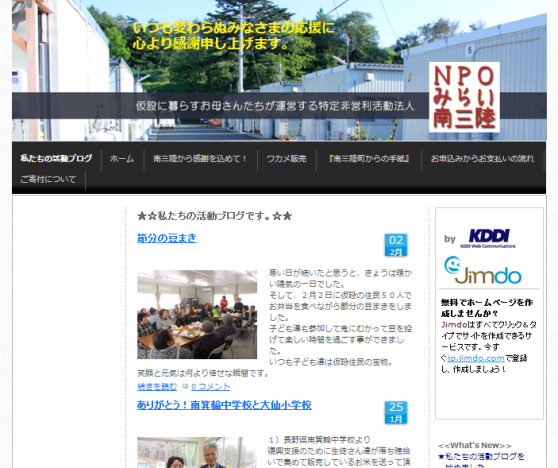 いつも変わらぬみなさまの応援に
心より感謝申し上げます。
仮設に暮らすお母さんたちが運営する特定非営利活動法人
NPO
みらい
南三陸
私たちの活動ブログ
ホーム
南三陸から感謝を込めて！
ワカメ販売
『南三陸町からの手紙』
お申込みからお支払いの流れ
ご寄付について
★☆私たちの活動ブログです。☆★
節分の豆まき
02
2月
寒い日が続いたと思うと、きょうは暖か
い陽気の一日でした。
そして、２月２日に仮設の住民５０人で
お弁当を食べながら節分の豆まきをしま
した。
子ども達も参加して鬼にむかって豆を投
げて楽しい時間を過ごす事ができまし
た。
いつも子ども達は仮設住民の宝物。
笑顔と元気は何より倖せな瞬間です。
続きを読む
0 コメント
ありがとう！南箕輪中学校と大仙小学校
25
1月
１）長野県南箕輪中学校より
復興支援のために生徒さん達が落ち穂拾
いで集めて販売しているお米を送って頂
by KDDI
KDDI Web Communications
Jimdo
無料でホームページを作
成しませんか？
Jimdoはすべてクリック&タ
イプでサイトを作成できるサ
ービスです。今す
ぐjp.jimdo.comで登録
し、作成しましょう！
<<What's New>>
★私たちの活動ブログを
始めました